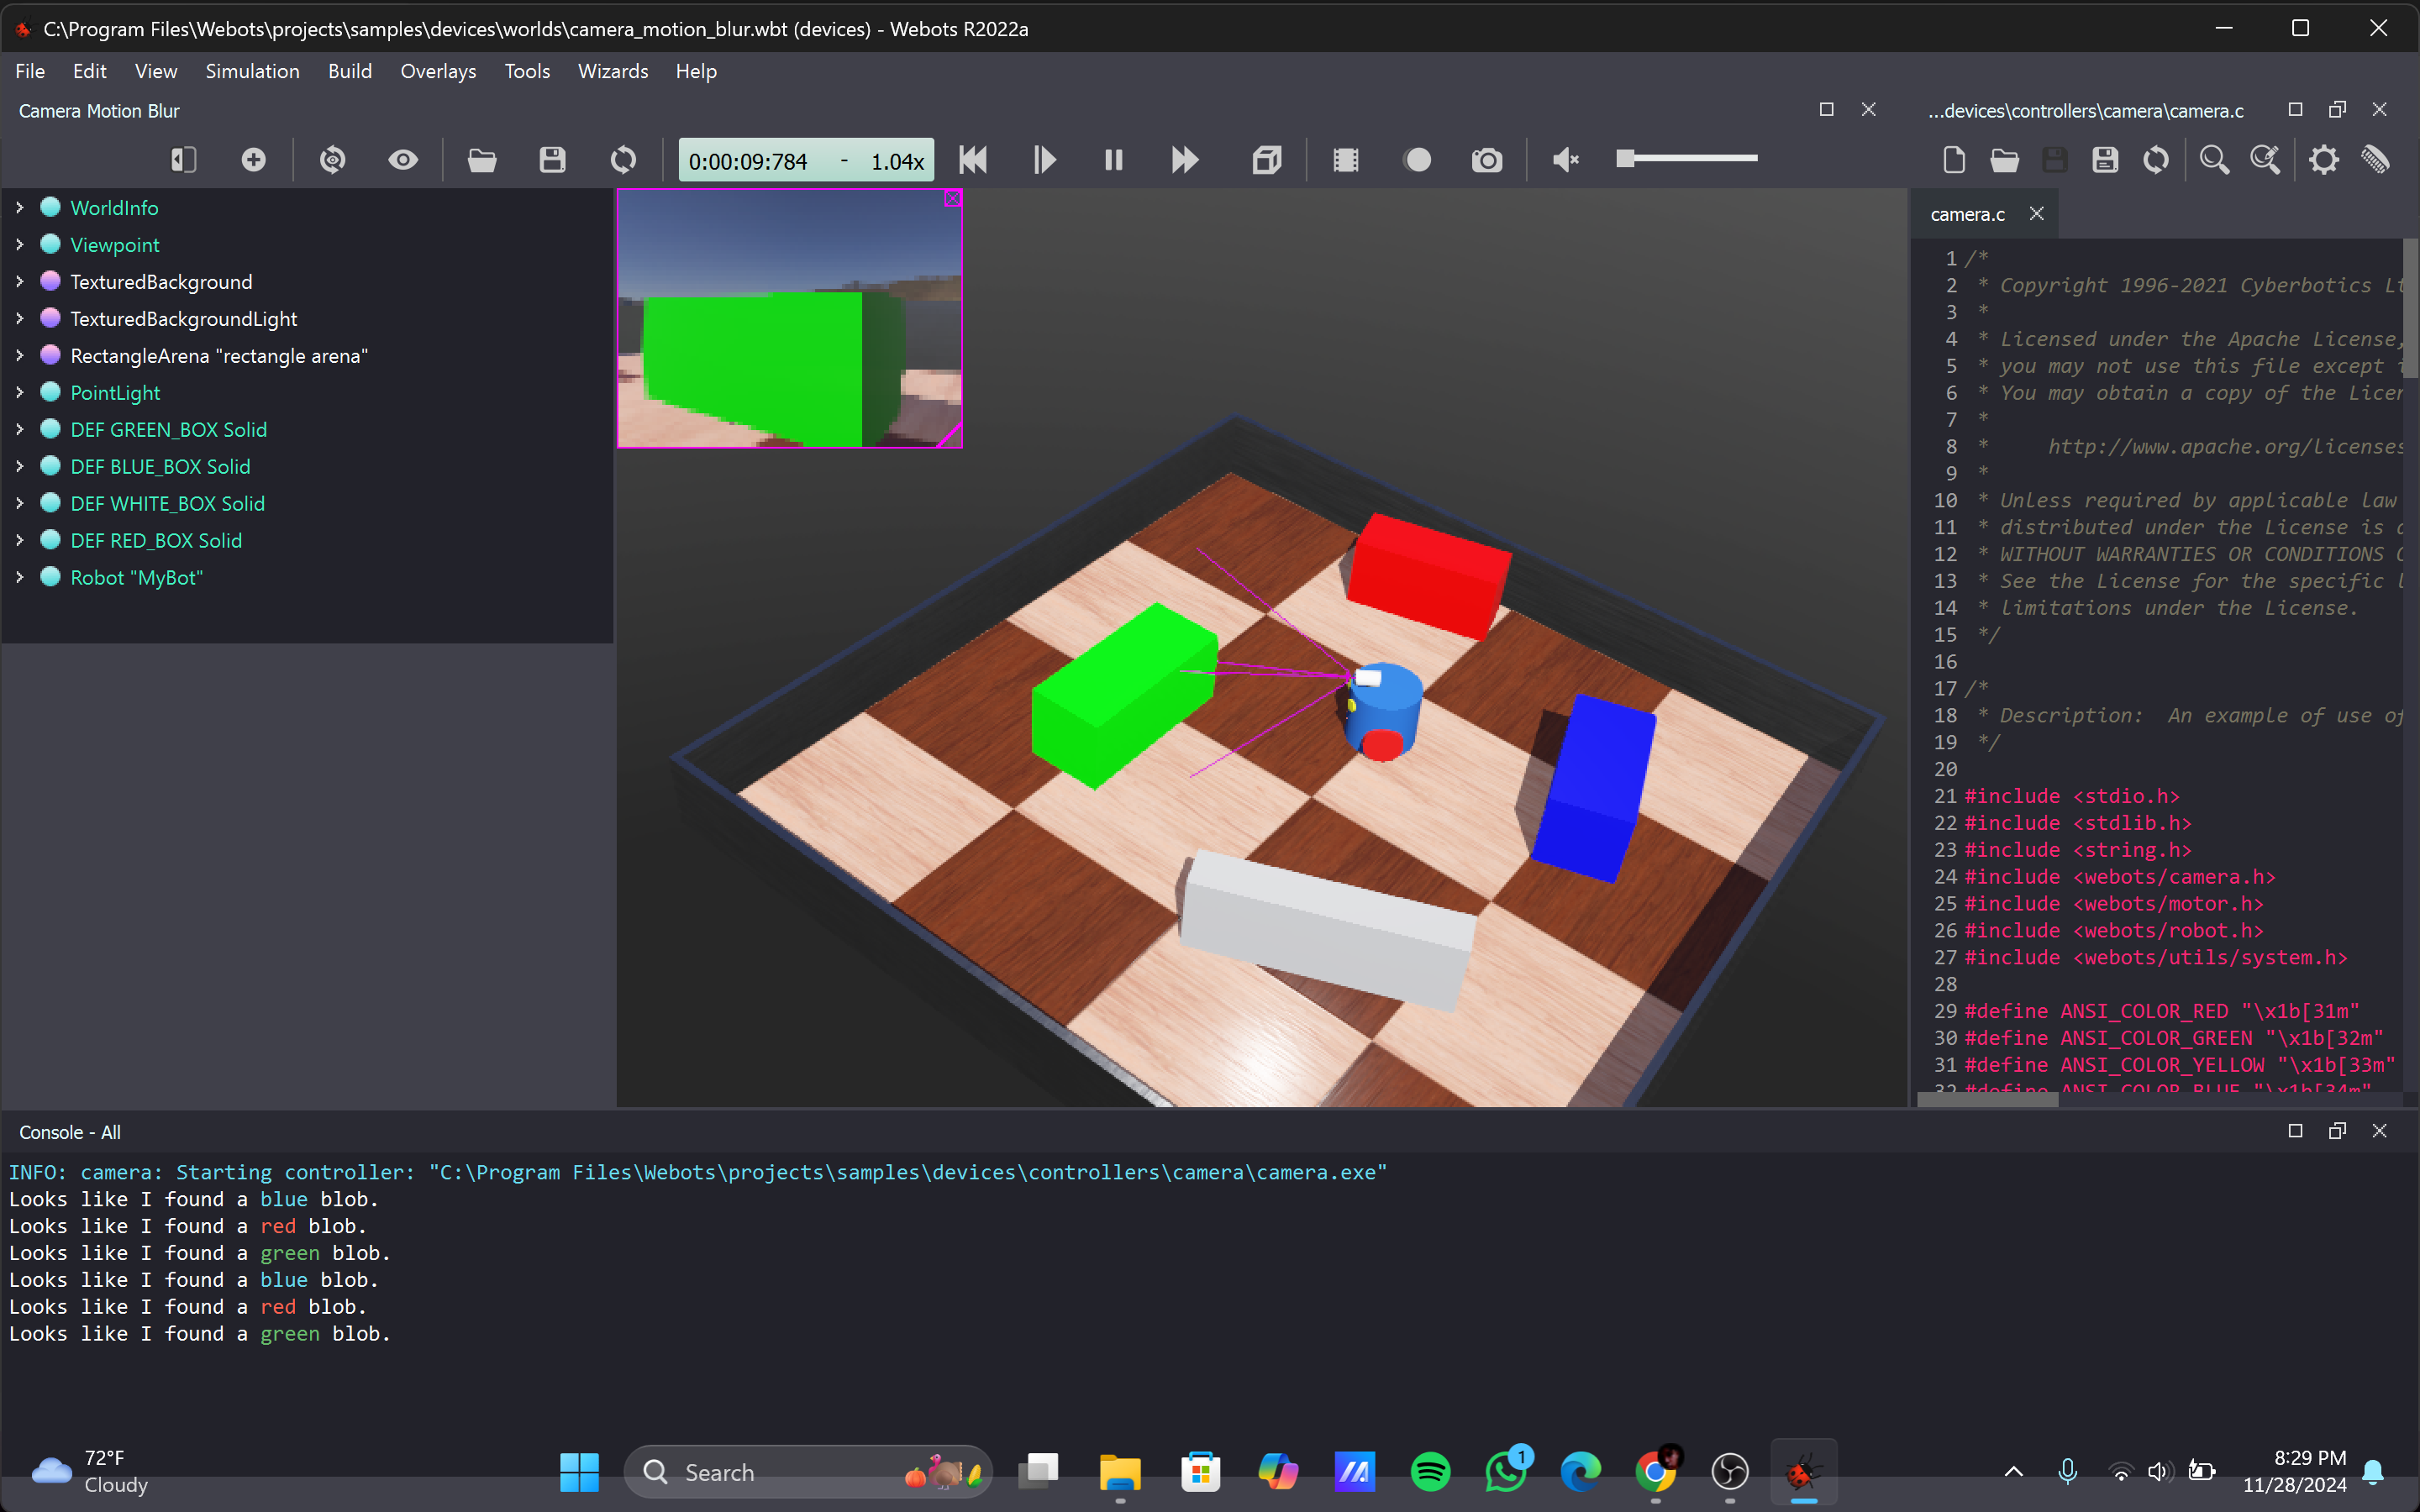 C:\Program Files\Webots\projects\samples\devices\worlds\camera_motion_blur.wbt (devices) - Webots R2022a
File Edit View Simulation Build Overlays Tools Wizards Help
Camera Motion Blur
...devices\controllers\camera\camera.c
0:00:09:784 - 1.04x
WorldInfo
Viewpoint
TexturedBackground
TexturedBackgroundLight
RectangleArena "rectangle arena"
PointLight
DEF GREEN_BOX Solid
DEF BLUE_BOX Solid
DEF WHITE_BOX Solid
DEF RED_BOX Solid
Robot "MyBot"
camera.c
1 /*
2  * Copyright 1996-2021 Cyberbotics Lt
3  *
4  * Licensed under the Apache License,
5  * you may not use this file except i
6  * You may obtain a copy of the Licen
7  *
8  *     http://www.apache.org/licenses
9  *
10  * Unless required by applicable law
11  * distributed under the License is d
12  * WITHOUT WARRANTIES OR CONDITIONS O
13  * See the License for the specific l
14  * limitations under the License.
15  */
16
17 /*
18  * Description:  An example of use of
19  */
20
21 #include <stdio.h>
22 #include <stdlib.h>
23 #include <string.h>
24 #include <webots/camera.h>
25 #include <webots/motor.h>
26 #include <webots/robot.h>
27 #include <webots/utils/system.h>
28
29 #define ANSI_COLOR_RED "\x1b[31m"
30 #define ANSI_COLOR_GREEN "\x1b[32m"
31 #define ANSI_COLOR_YELLOW "\x1b[33m"
32 #define ANSI_COLOR_BLUE "\x1b[34m"
Console - All
INFO: camera: Starting controller: "C:\Program Files\Webots\projects\samples\devices\controllers\camera\camera.exe"
Looks like I found a blue blob.
Looks like I found a red blob.
Looks like I found a green blob.
Looks like I found a blue blob.
Looks like I found a red blob.
Looks like I found a green blob.
72°F
Cloudy
Search
1
8:29 PM
11/28/2024